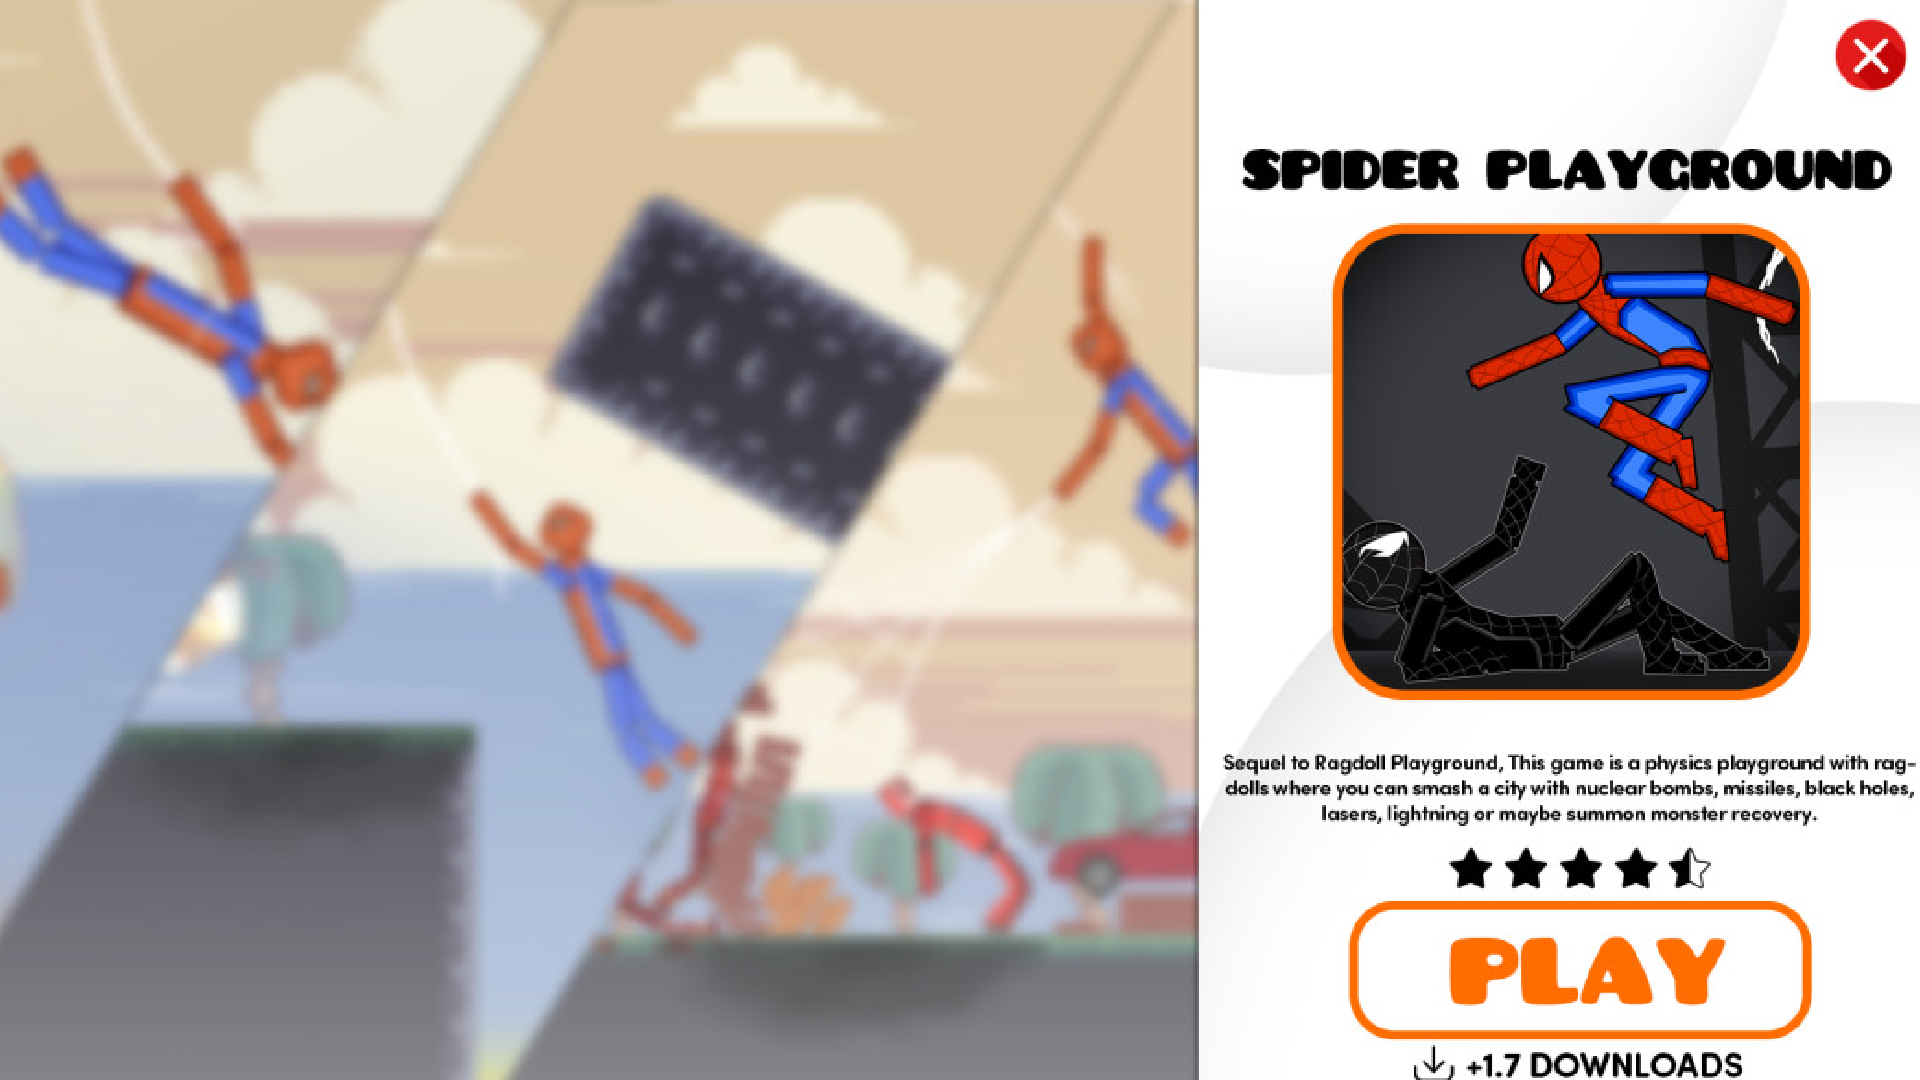 SPIDER PLAYGROUND
Sequel to Ragdoll Playground, This game is a physics playground with rag-
dolls where you can smash a city with nuclear bombs, missiles, black holes,
lasers, lightning or maybe summon monster recovery.
PLAY
+1.7 DOWNLOADS